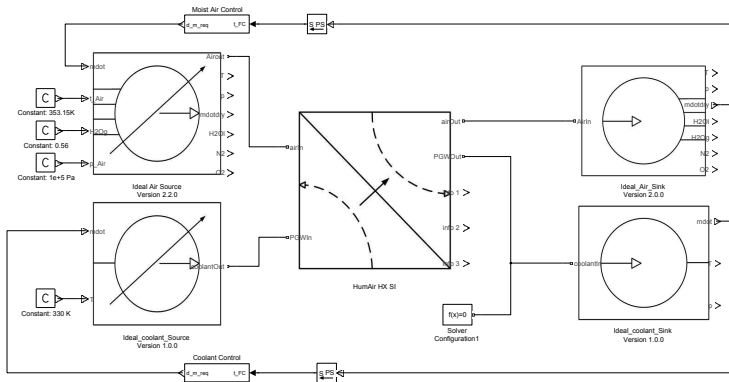 Moist Air Control
d_m_req
t_FC
S PS
mdot
Airout
t_Air
T
C
Constant: 353.15K
p
H2Og
mdotdry
C
Constant: 0.56
H2Ol
p_Air
N2
C
Constant: 1e+5 Pa
O2
Ideal Air Source
Version 2.2.0
airIn
airOut
PGWOut
info 2
info 3
PGWIn
HumAir HX SI
AirIn
T
p
mdotdry
H2Ol
H2Og
N2
O2
Ideal_Air_Sink
Version 2.0.0
mdot
coolantOut
T
C
Constant: 330 K
Ideal_coolant_Source
Version 1.0.0
f(x)=0
Solver
Configuration1
coolantIn
mdot
T
p
Ideal_coolant_Sink
Version 1.0.0
Coolant Control
d_m_req
t_FC
S PS